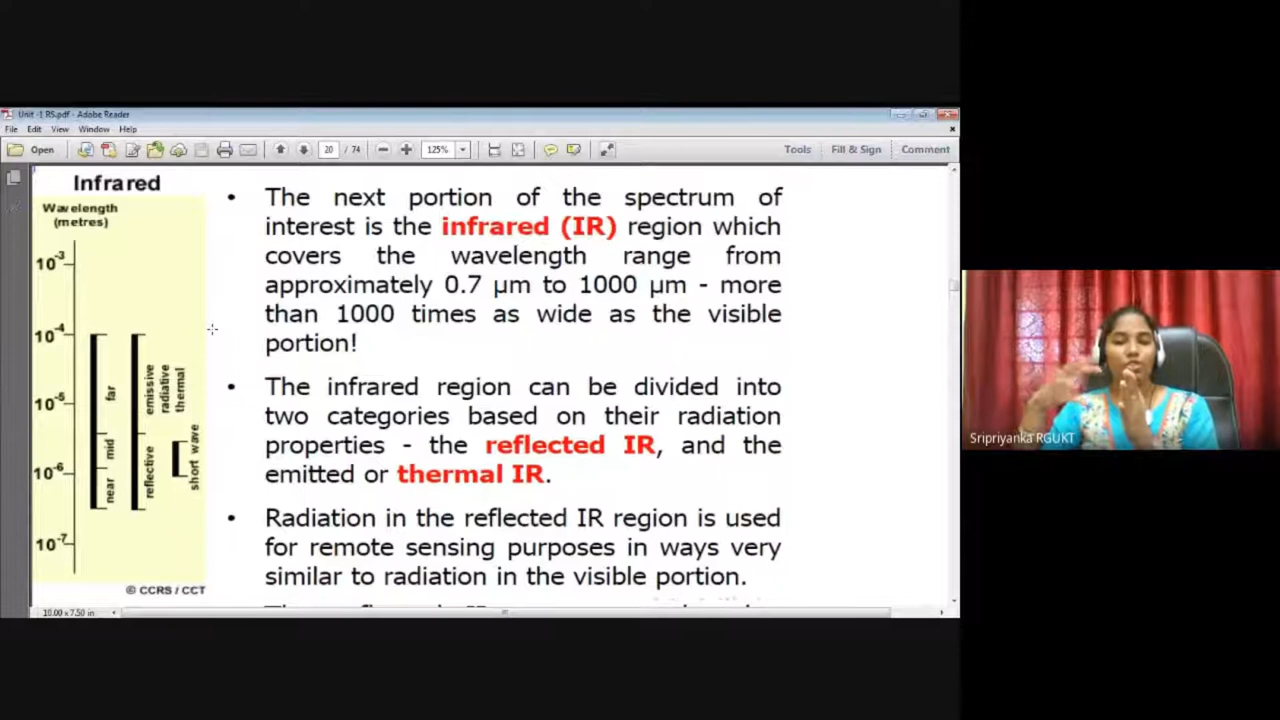 Unit -1 RS.pdf - Adobe Reader
File Edit View Window Help
Open 20 / 74 125% Tools Fill & Sign Comment
Infrared
Wavelength
(metres)
10-3
10-4
10-5
10-6
10-7
far
mid
near
emissive
radiative
thermal
reflective
short wave
© CCRS / CCT
• The next portion of the spectrum of
interest is the infrared (IR) region which
covers the wavelength range from
approximately 0.7 µm to 1000 µm - more
than 1000 times as wide as the visible
portion!
• The infrared region can be divided into
two categories based on their radiation
properties - the reflected IR, and the
emitted or thermal IR.
• Radiation in the reflected IR region is used
for remote sensing purposes in ways very
similar to radiation in the visible portion.
10.00 x 7.50 in
Sripriyanka RGUKT